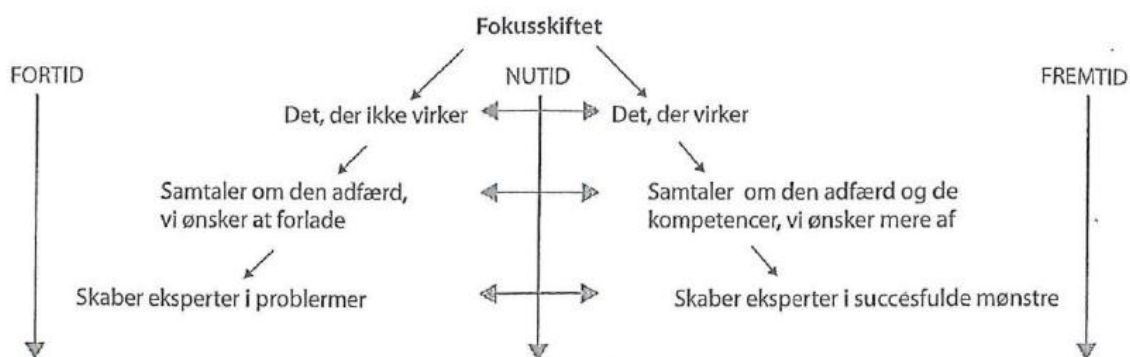 Fokusskiftet
FORTID
NUTID
FREMTID
Det, der ikke virker
Det, der virker
Samtaler om den adfærd,
vi ønsker at forlade
Samtaler om den adfærd og de
kompetencer, vi ønsker mere af
Skaber eksperter i problermer
Skaber eksperter i succesfulde mønstre